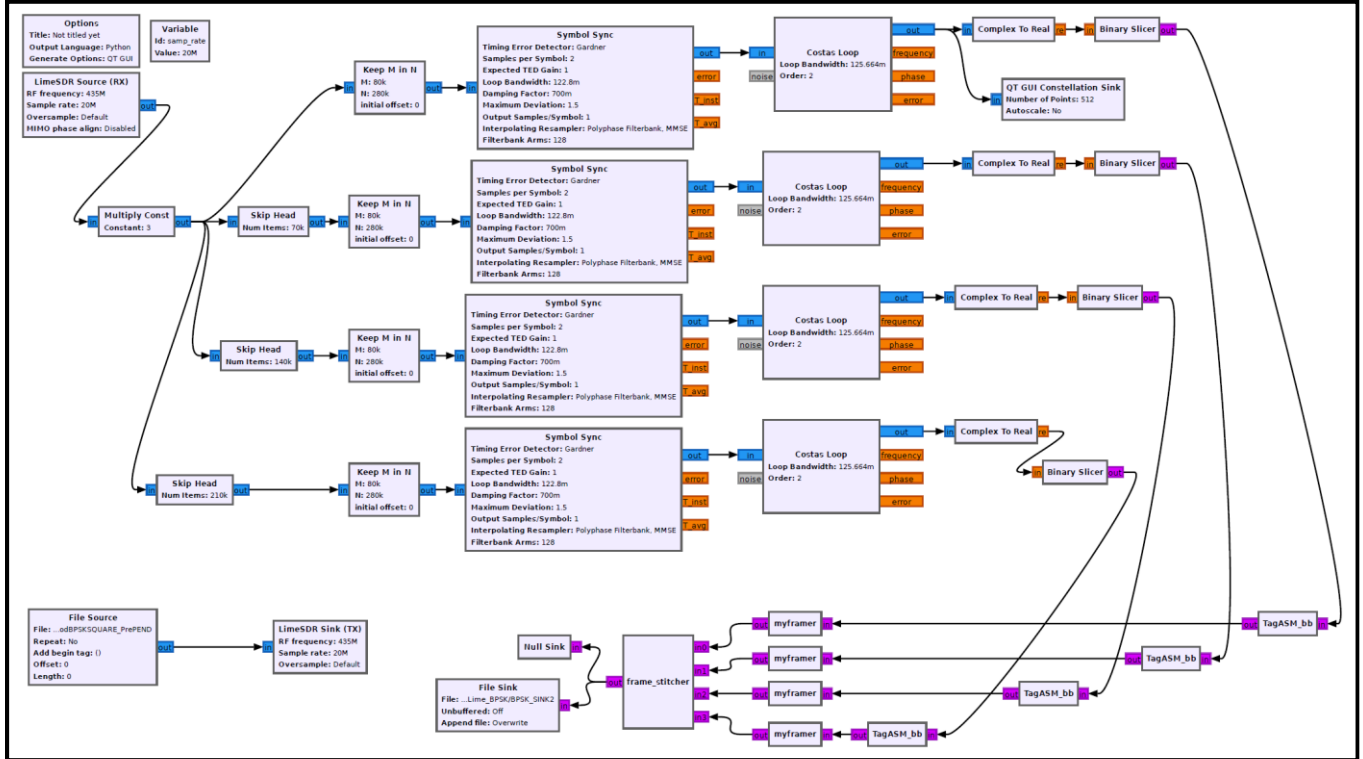 Options
Title: Not titled yet
Output Language: Python
Generate Options: QT GUI
Variable
Id: samp_rate
Value: 20M
LimeSDR Source (RX)
RF frequency: 435M
Sample rate: 20M
Oversample: Default
MIMO phase align: Disabled
out
in
Multiply Const
Constant: 3
out
in
Keep M in N
M: 80k
N: 280k
initial offset: 0
out
in
Symbol Sync
Timing Error Detector: Gardner
Samples per Symbol: 2
Expected TED Gain: 1
Loop Bandwidth: 122.8m
Damping Factor: 700m
Maximum Deviation: 1.5
Output Samples/Symbol: 1
Interpolating Resampler: Polyphase Filterbank, MMSE
Filterbank Arms: 128
out
error
T_inst
T_avg
in
noise
Costas Loop
Loop Bandwidth: 125.664m
Order: 2
out
frequency
phase
error
in
Complex To Real
re
in
Binary Slicer
out
in
QT GUI Constellation Sink
Number of Points: 512
Autoscale: No
in
Skip Head
Num Items: 70k
out
in
Keep M in N
M: 80k
N: 280k
initial offset: 0
out
in
Symbol Sync
Timing Error Detector: Gardner
Samples per Symbol: 2
Expected TED Gain: 1
Loop Bandwidth: 122.8m
Damping Factor: 700m
Maximum Deviation: 1.5
Output Samples/Symbol: 1
Interpolating Resampler: Polyphase Filterbank, MMSE
Filterbank Arms: 128
out
error
T_inst
T_avg
in
noise
Costas Loop
Loop Bandwidth: 125.664m
Order: 2
out
frequency
phase
error
in
Complex To Real
re
in
Binary Slicer
out
in
Skip Head
Num Items: 140k
out
in
Keep M in N
M: 80k
N: 280k
initial offset: 0
out
in
Symbol Sync
Timing Error Detector: Gardner
Samples per Symbol: 2
Expected TED Gain: 1
Loop Bandwidth: 122.8m
Damping Factor: 700m
Maximum Deviation: 1.5
Output Samples/Symbol: 1
Interpolating Resampler: Polyphase Filterbank, MMSE
Filterbank Arms: 128
out
error
T_inst
T_avg
in
noise
Costas Loop
Loop Bandwidth: 125.664m
Order: 2
out
frequency
phase
error
in
Complex To Real
re
in
Binary Slicer
out
in
Skip Head
Num Items: 210k
out
in
Keep M in N
M: 80k
N: 280k
initial offset: 0
out
in
Symbol Sync
Timing Error Detector: Gardner
Samples per Symbol: 2
Expected TED Gain: 1
Loop Bandwidth: 122.8m
Damping Factor: 700m
Maximum Deviation: 1.5
Output Samples/Symbol: 1
Interpolating Resampler: Polyphase Filterbank, MMSE
Filterbank Arms: 128
out
error
T_inst
T_avg
in
noise
Costas Loop
Loop Bandwidth: 125.664m
Order: 2
out
frequency
phase
error
in
Complex To Real
re
in
Binary Slicer
out
File Source
File: ...odBPSKSQUARE_PrePEND
Repeat: No
Add begin tag: ()
Offset: 0
Length: 0
out
in
LimeSDR Sink (TX)
RF frequency: 435M
Sample rate: 20M
Oversample: Default
Null Sink
in
File Sink
File: ...Lime_BPSK/BPSK_SINK2
Unbuffered: Off
Append file: Overwrite
in
out
frame_stitcher
in0
in1
in2
in3
out
myframer
in
out
TagASM_bb
in
out
myframer
in
out
TagASM_bb
in
out
myframer
in
out
TagASM_bb
in
out
myframer
in
out
TagASM_bb
in